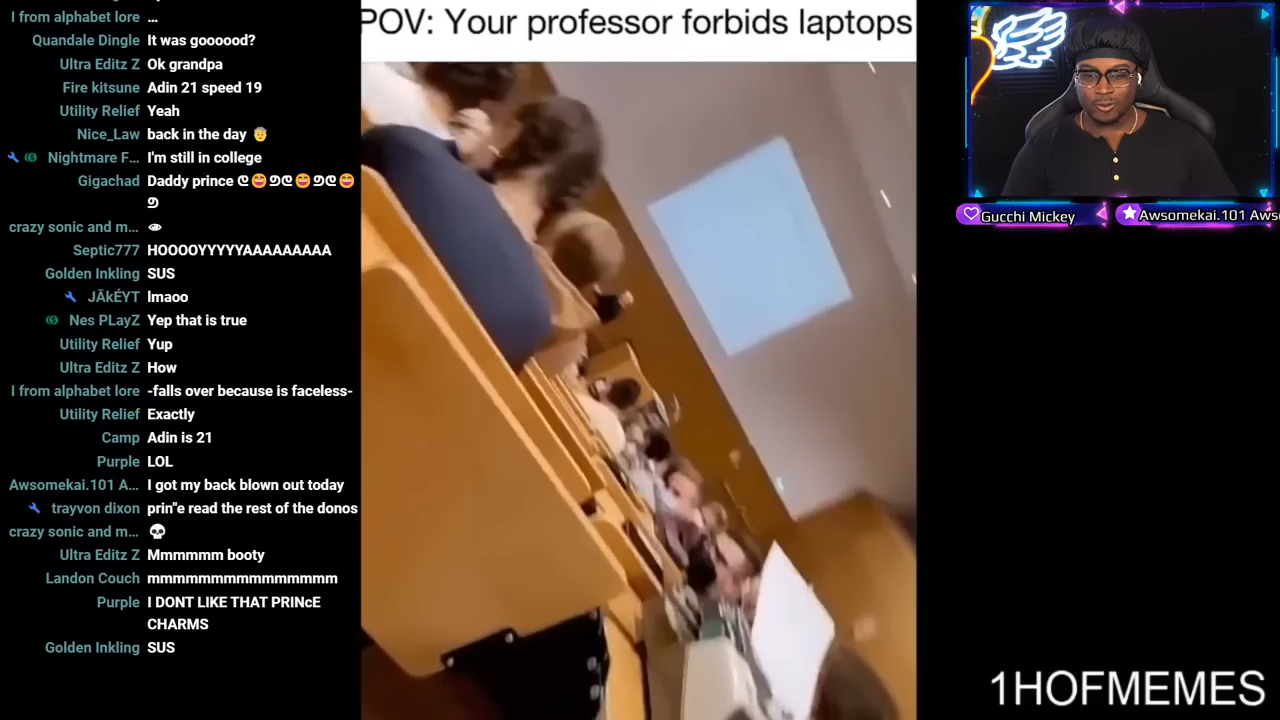 I from alphabet lore ...
Quandale Dingle It was goooood?
Ultra Editz Z Ok grandpa
Fire kitsune Adin 21 speed 19
Utility Relief Yeah
Nice_Law back in the day 😇
Nightmare F... I'm still in college
Gigachad Daddy prince ᘓ😄ᘐᘓ😄ᘐᘓ😄
ᘐ
crazy sonic and m... 👁
Septic777 HOOOOYYYYYAAAAAAAAA
Golden Inkling SUS
JĀkÉYT lmaoo
Nes PLayZ Yep that is true
Utility Relief Yup
Ultra Editz Z How
I from alphabet lore -falls over because is faceless-
Utility Relief Exactly
Camp Adin is 21
Purple LOL
Awsomekai.101 A... I got my back blown out today
trayvon dixon prin"e read the rest of the donos
crazy sonic and m... 💀
Ultra Editz Z Mmmmmm booty
Landon Couch mmmmmmmmmmmmmmmm
Purple I DONT LIKE THAT PRINcE
CHARMS
Golden Inkling SUS
POV: Your professor forbids laptops
Gucchi Mickey
Awsomekai.101 Aws
1HOFMEMES